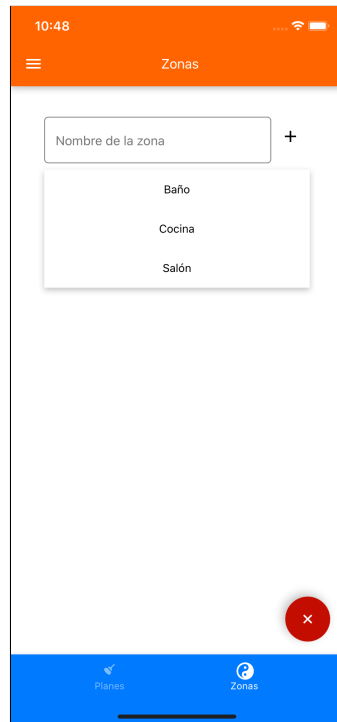 10:48
Zonas
Nombre de la zona
Baño
Cocina
Salón
Planes
Zonas